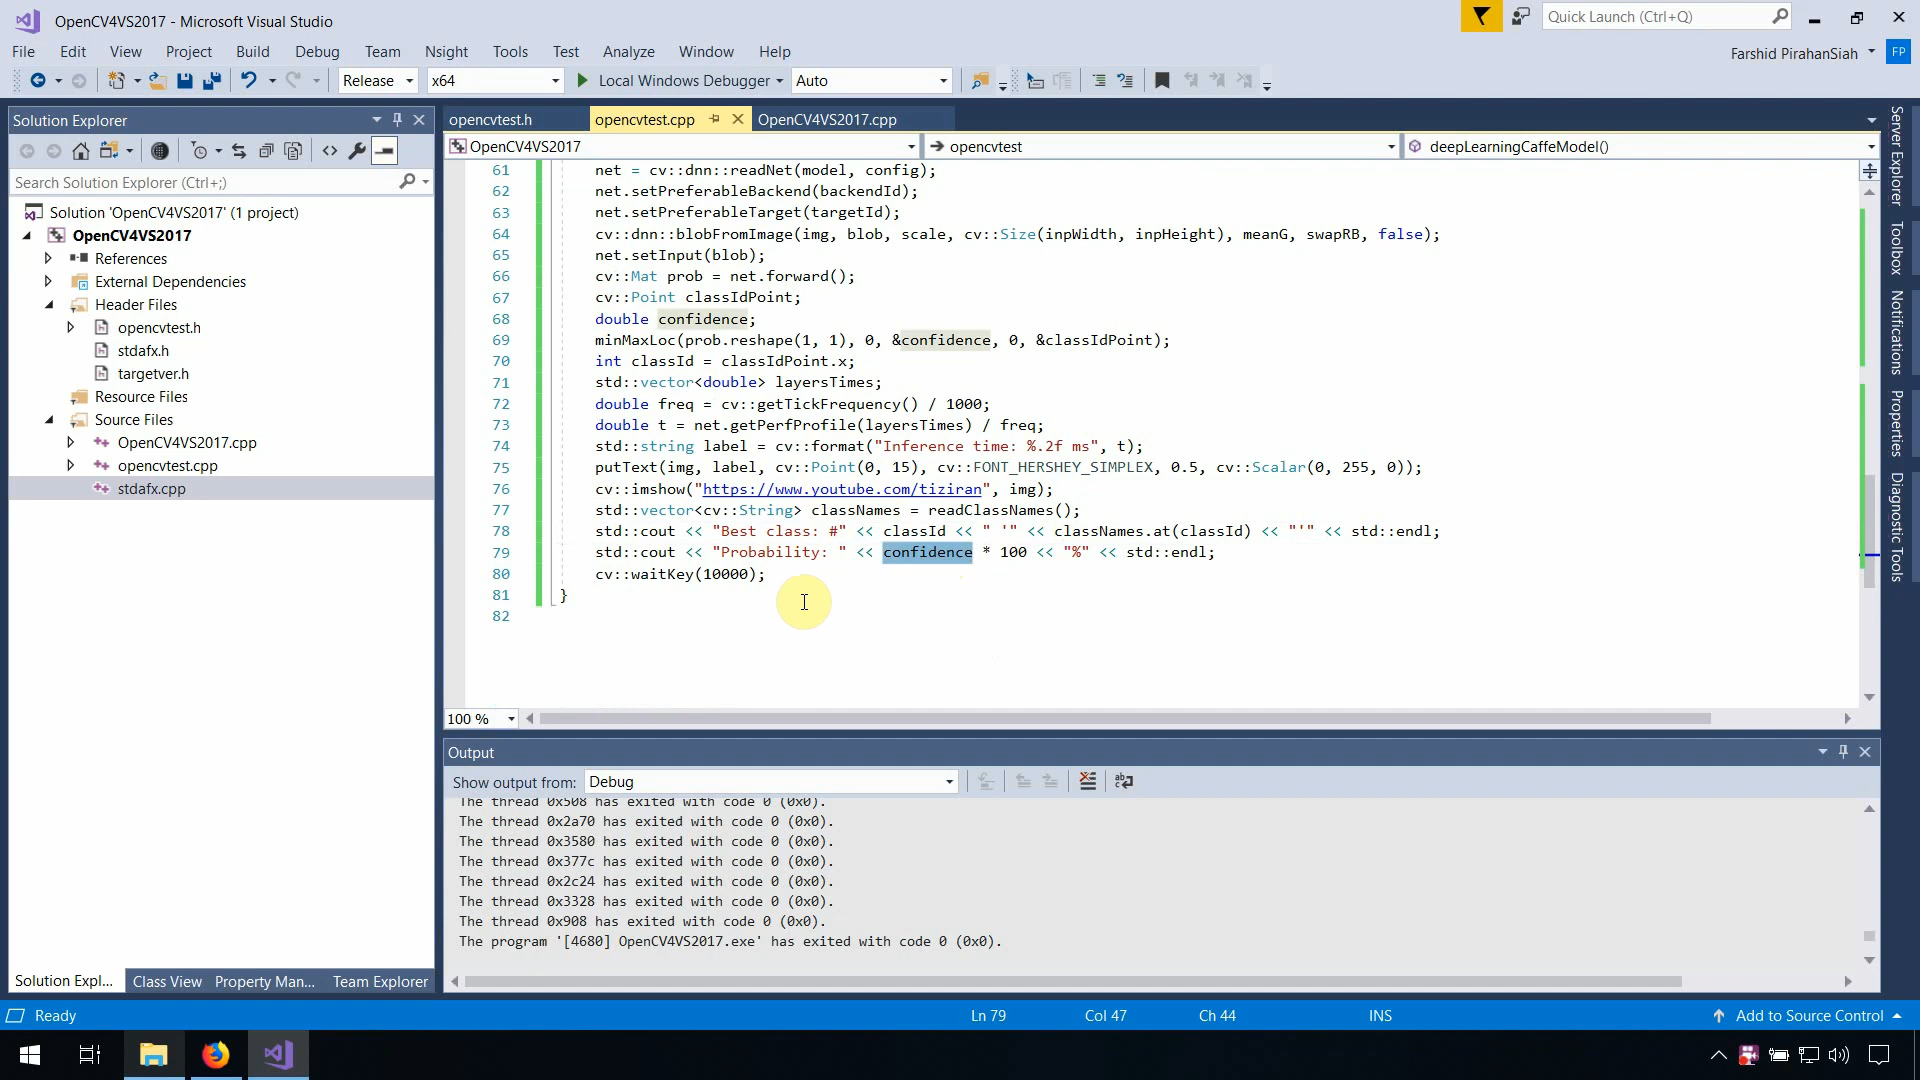 OpenCV4VS2017 - Microsoft Visual Studio
Quick Launch (Ctrl+Q)
File Edit View Project Build Debug Team Nsight Tools Test Analyze Window Help
Farshid PirahanSiah FP
Release x64 Local Windows Debugger Auto
Solution Explorer
Search Solution Explorer (Ctrl+;)
Solution 'OpenCV4VS2017' (1 project)
OpenCV4VS2017
References
External Dependencies
Header Files
opencvtest.h
stdafx.h
targetver.h
Resource Files
Source Files
OpenCV4VS2017.cpp
opencvtest.cpp
stdafx.cpp
Solution Expl... Class View Property Man... Team Explorer
opencvtest.h opencvtest.cpp OpenCV4VS2017.cpp
OpenCV4VS2017 opencvtest deepLearningCaffeModel()
61 net = cv::dnn::readNet(model, config);
62 net.setPreferableBackend(backendId);
63 net.setPreferableTarget(targetId);
64 cv::dnn::blobFromImage(img, blob, scale, cv::Size(inpWidth, inpHeight), meanG, swapRB, false);
65 net.setInput(blob);
66 cv::Mat prob = net.forward();
67 cv::Point classIdPoint;
68 double confidence;
69 minMaxLoc(prob.reshape(1, 1), 0, &confidence, 0, &classIdPoint);
70 int classId = classIdPoint.x;
71 std::vector<double> layersTimes;
72 double freq = cv::getTickFrequency() / 1000;
73 double t = net.getPerfProfile(layersTimes) / freq;
74 std::string label = cv::format("Inference time: %.2f ms", t);
75 putText(img, label, cv::Point(0, 15), cv::FONT_HERSHEY_SIMPLEX, 0.5, cv::Scalar(0, 255, 0));
76 cv::imshow("https://www.youtube.com/tiziran", img);
77 std::vector<cv::String> classNames = readClassNames();
78 std::cout << "Best class: #" << classId << " '" << classNames.at(classId) << "'" << std::endl;
79 std::cout << "Probability: " << confidence * 100 << "%" << std::endl;
80 cv::waitKey(10000);
81 }
82
100 %
Output
Show output from: Debug
The thread 0x508 has exited with code 0 (0x0).
The thread 0x2a70 has exited with code 0 (0x0).
The thread 0x3580 has exited with code 0 (0x0).
The thread 0x377c has exited with code 0 (0x0).
The thread 0x2c24 has exited with code 0 (0x0).
The thread 0x3328 has exited with code 0 (0x0).
The thread 0x908 has exited with code 0 (0x0).
The program '[4680] OpenCV4VS2017.exe' has exited with code 0 (0x0).
Server Explorer
Toolbox
Notifications
Properties
Diagnostic Tools
Ready Ln 79 Col 47 Ch 44 INS Add to Source Control